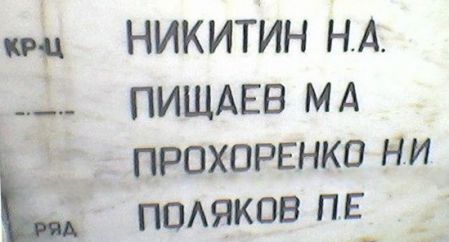 КР-Ц НИКИТИН Н.А.
—·—·— ПИЩАЕВ М А
ПРОХОРЕНКО Н.И
РЯД ПОЛЯКОВ П.Е